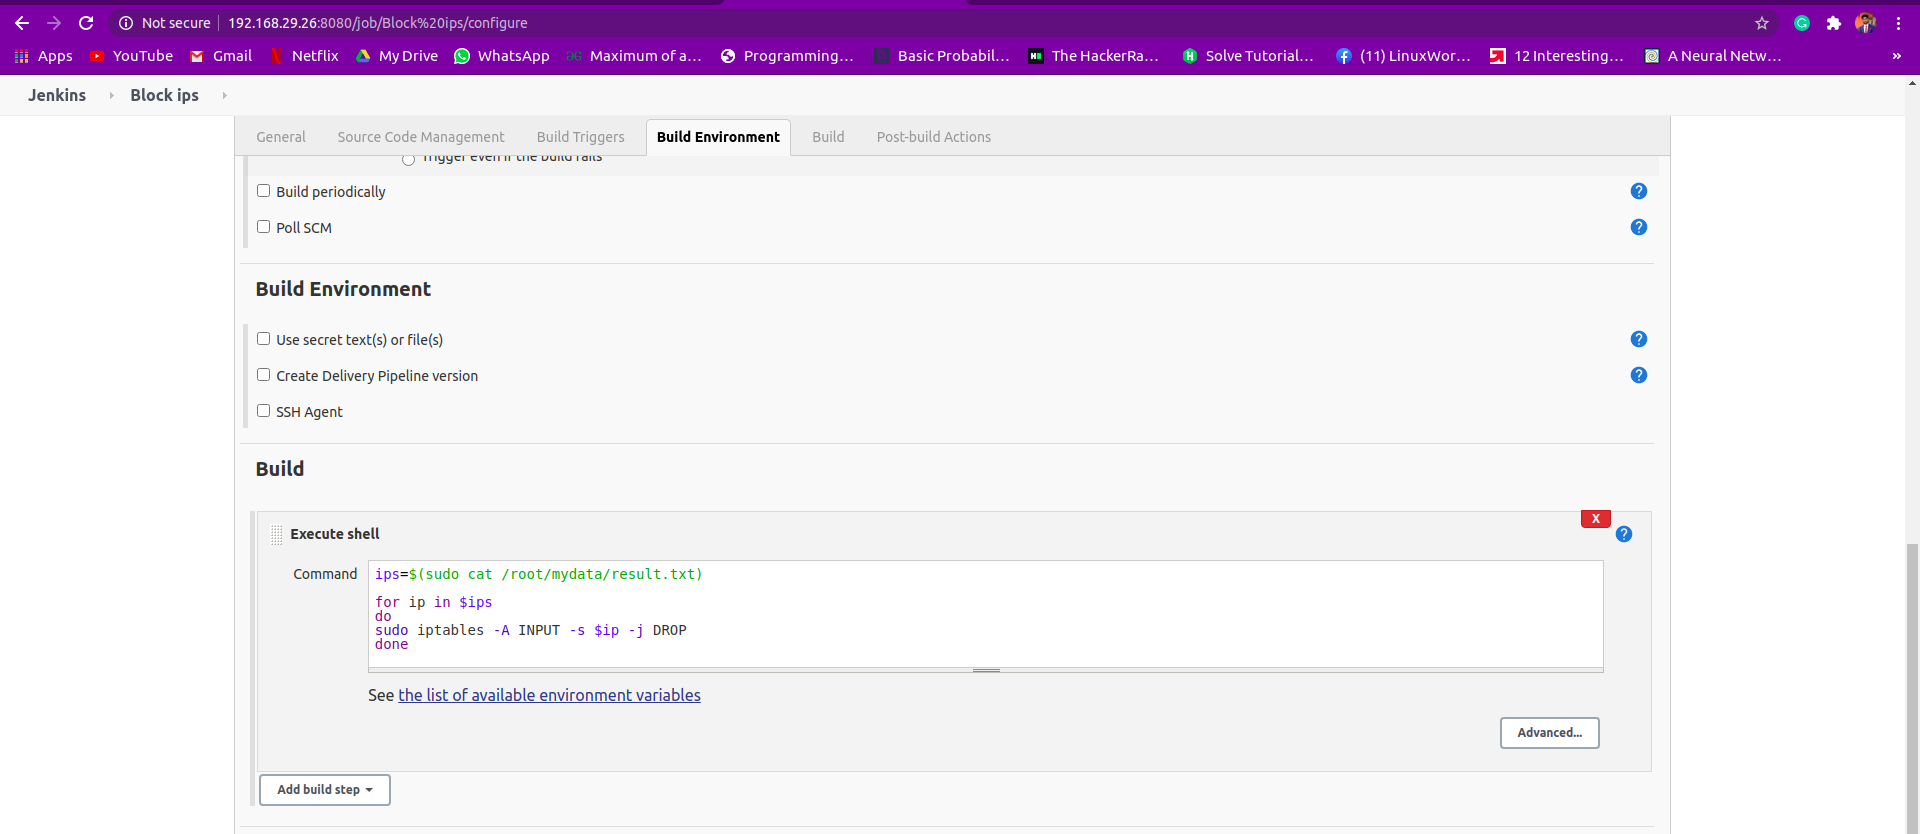 Not secure | 192.168.29.26:8080/job/Block%20ips/configure
Apps YouTube Gmail Netflix My Drive WhatsApp Maximum of a... Programming... Basic Probabil... The HackerRa... Solve Tutorial... (11) LinuxWor... 12 Interesting... A Neural Netw... »
Jenkins Block ips
General Source Code Management Build Triggers Build Environment Build Post-build Actions
Trigger even if the build fails
Build periodically ?
Poll SCM ?
Build Environment
Use secret text(s) or file(s) ?
Create Delivery Pipeline version ?
SSH Agent
Build
X
Execute shell ?
Command
ips=$(sudo cat /root/mydata/result.txt)
for ip in $ips
do
sudo iptables -A INPUT -s $ip -j DROP
done
See the list of available environment variables
Advanced...
Add build step